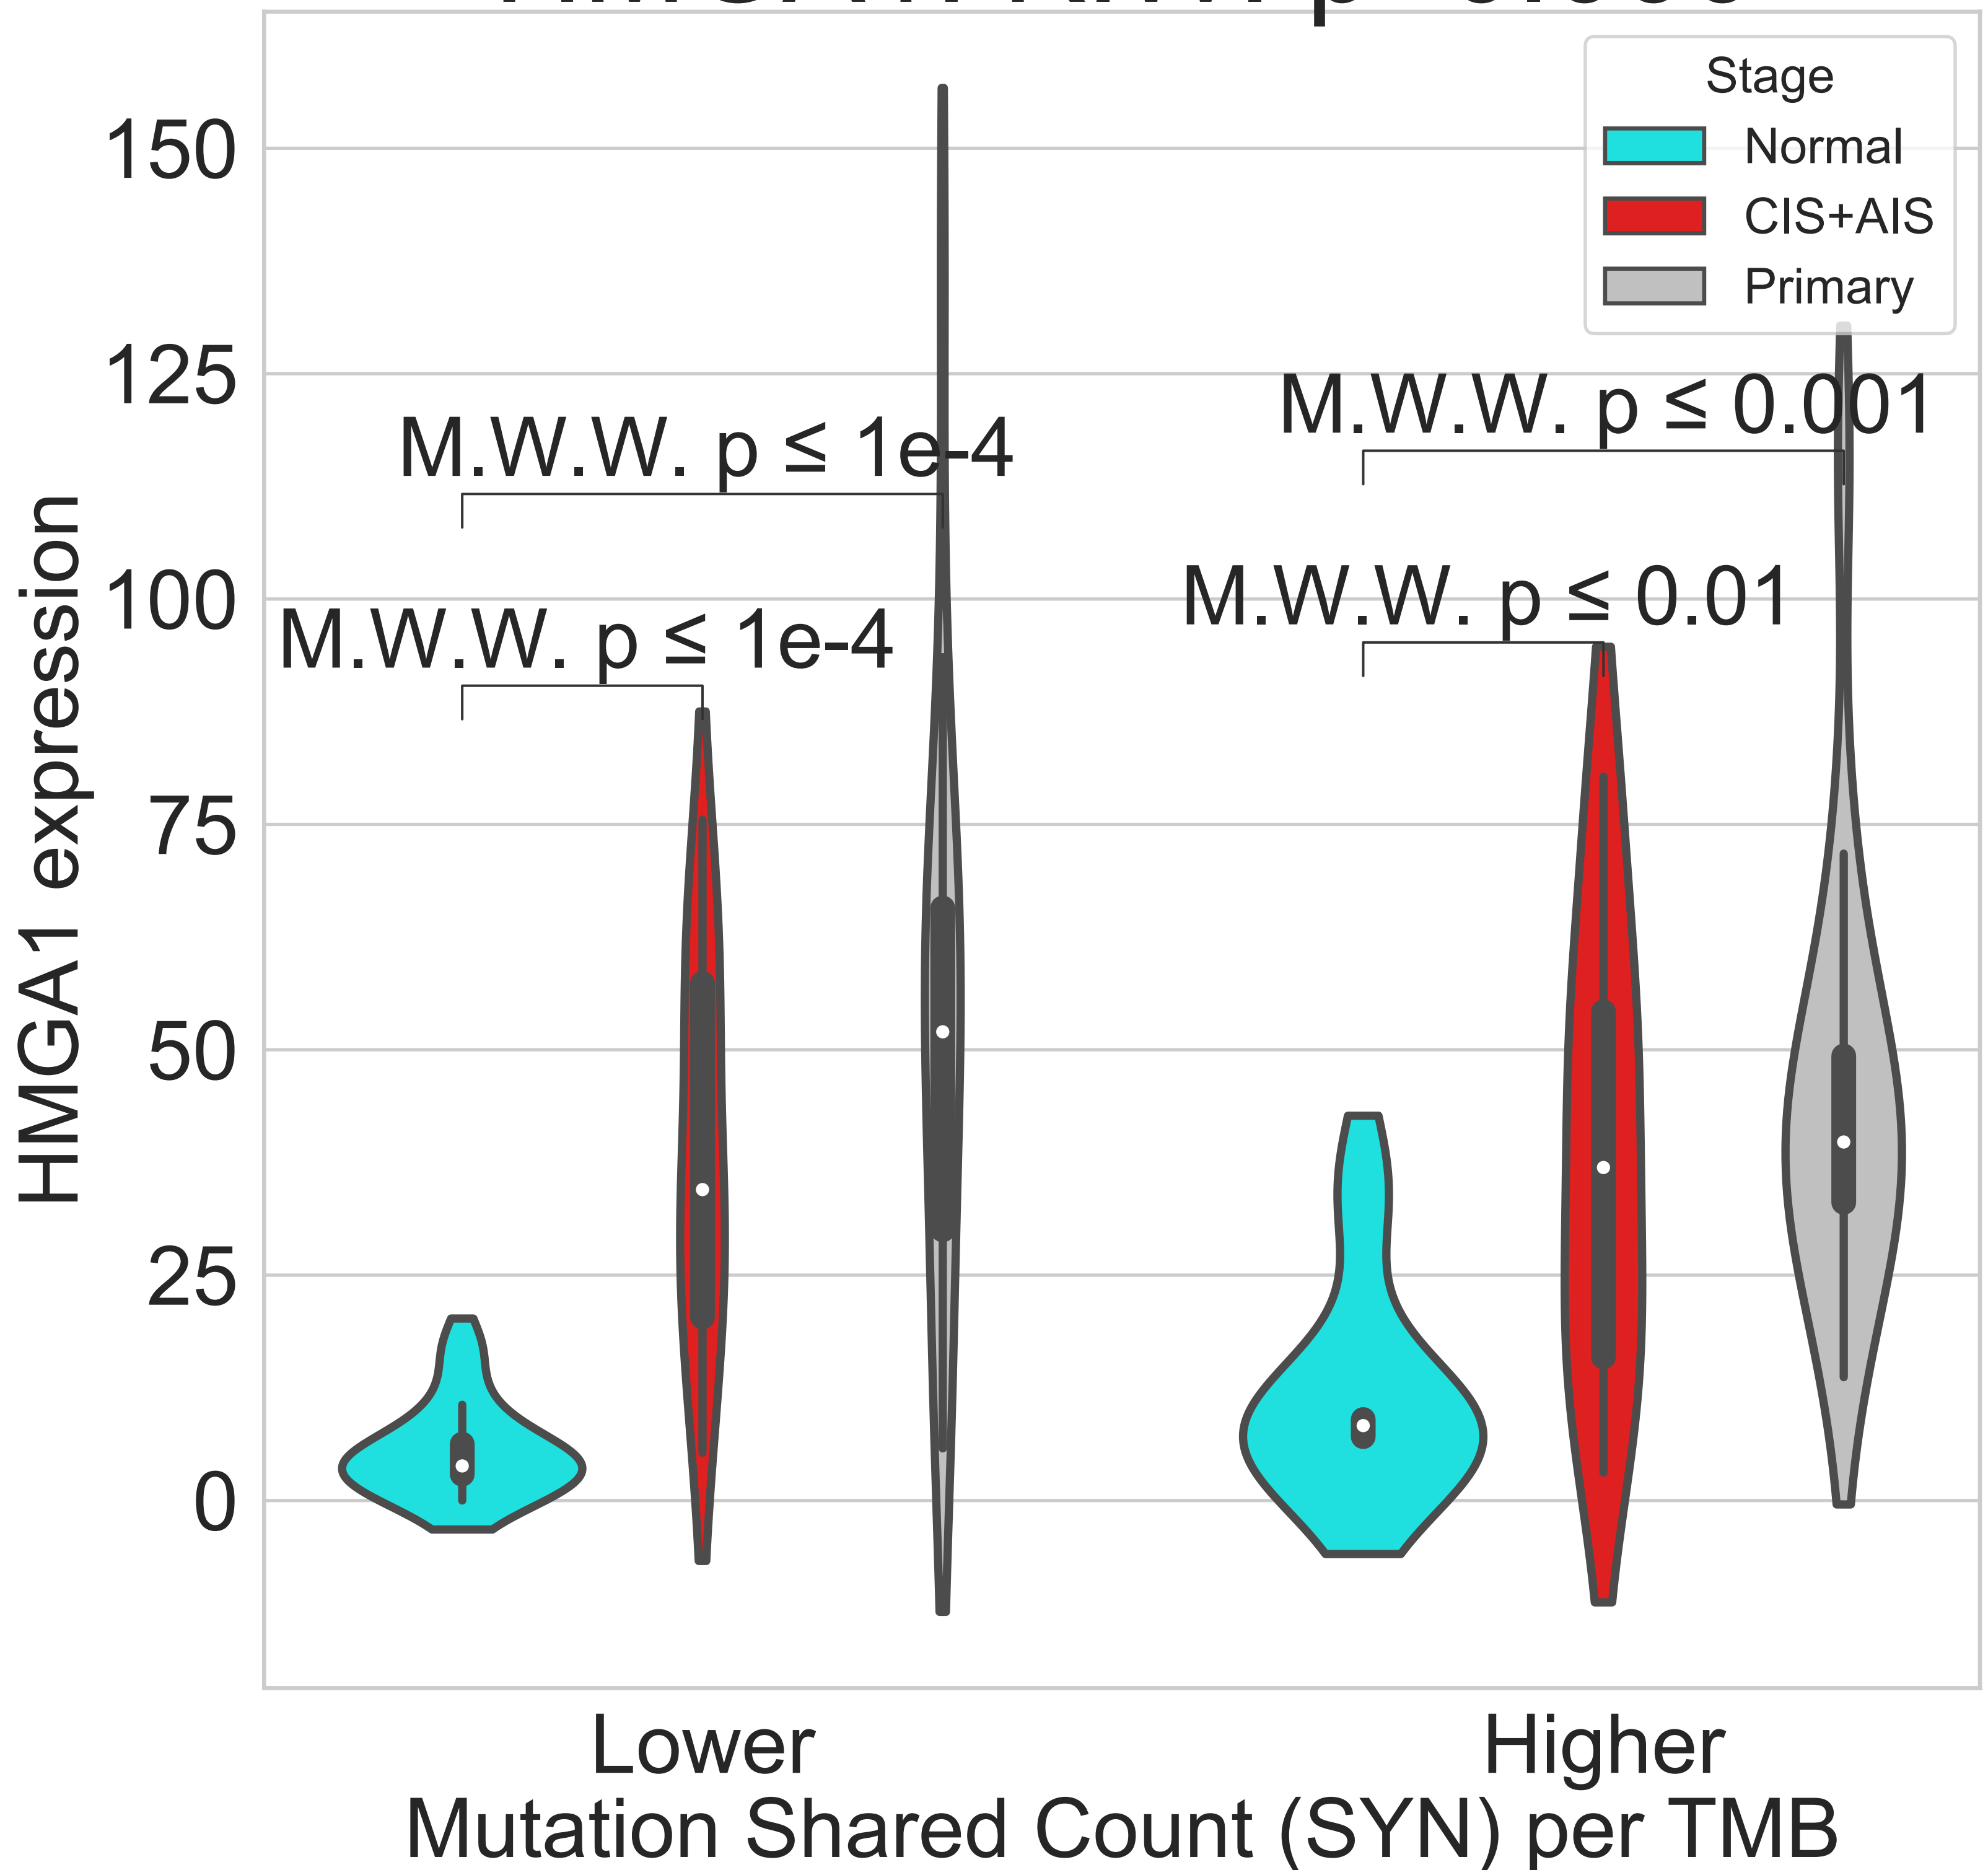 Stage
Normal
CIS+AIS
Primary
150
125
100
75
50
25
0
HMGA1 expression
M.W.W. p ≤ 1e-4
M.W.W. p ≤ 0.001
M.W.W. p ≤ 1e-4
M.W.W. p ≤ 0.01
Lower
Higher
Mutation Shared Count (SYN) per TMB